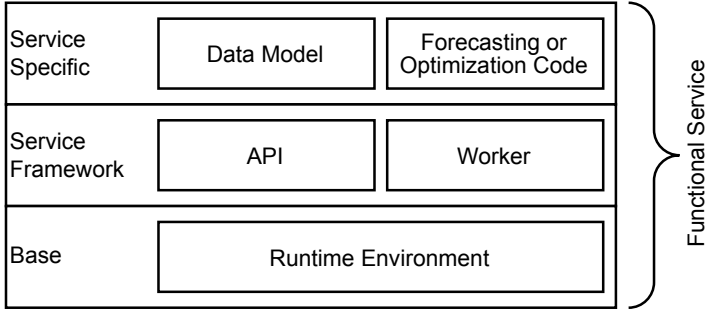 Service
Specific
Data Model
Forecasting or
Optimization Code
Service
Framework
API
Worker
Base
Runtime Environment
Functional Service